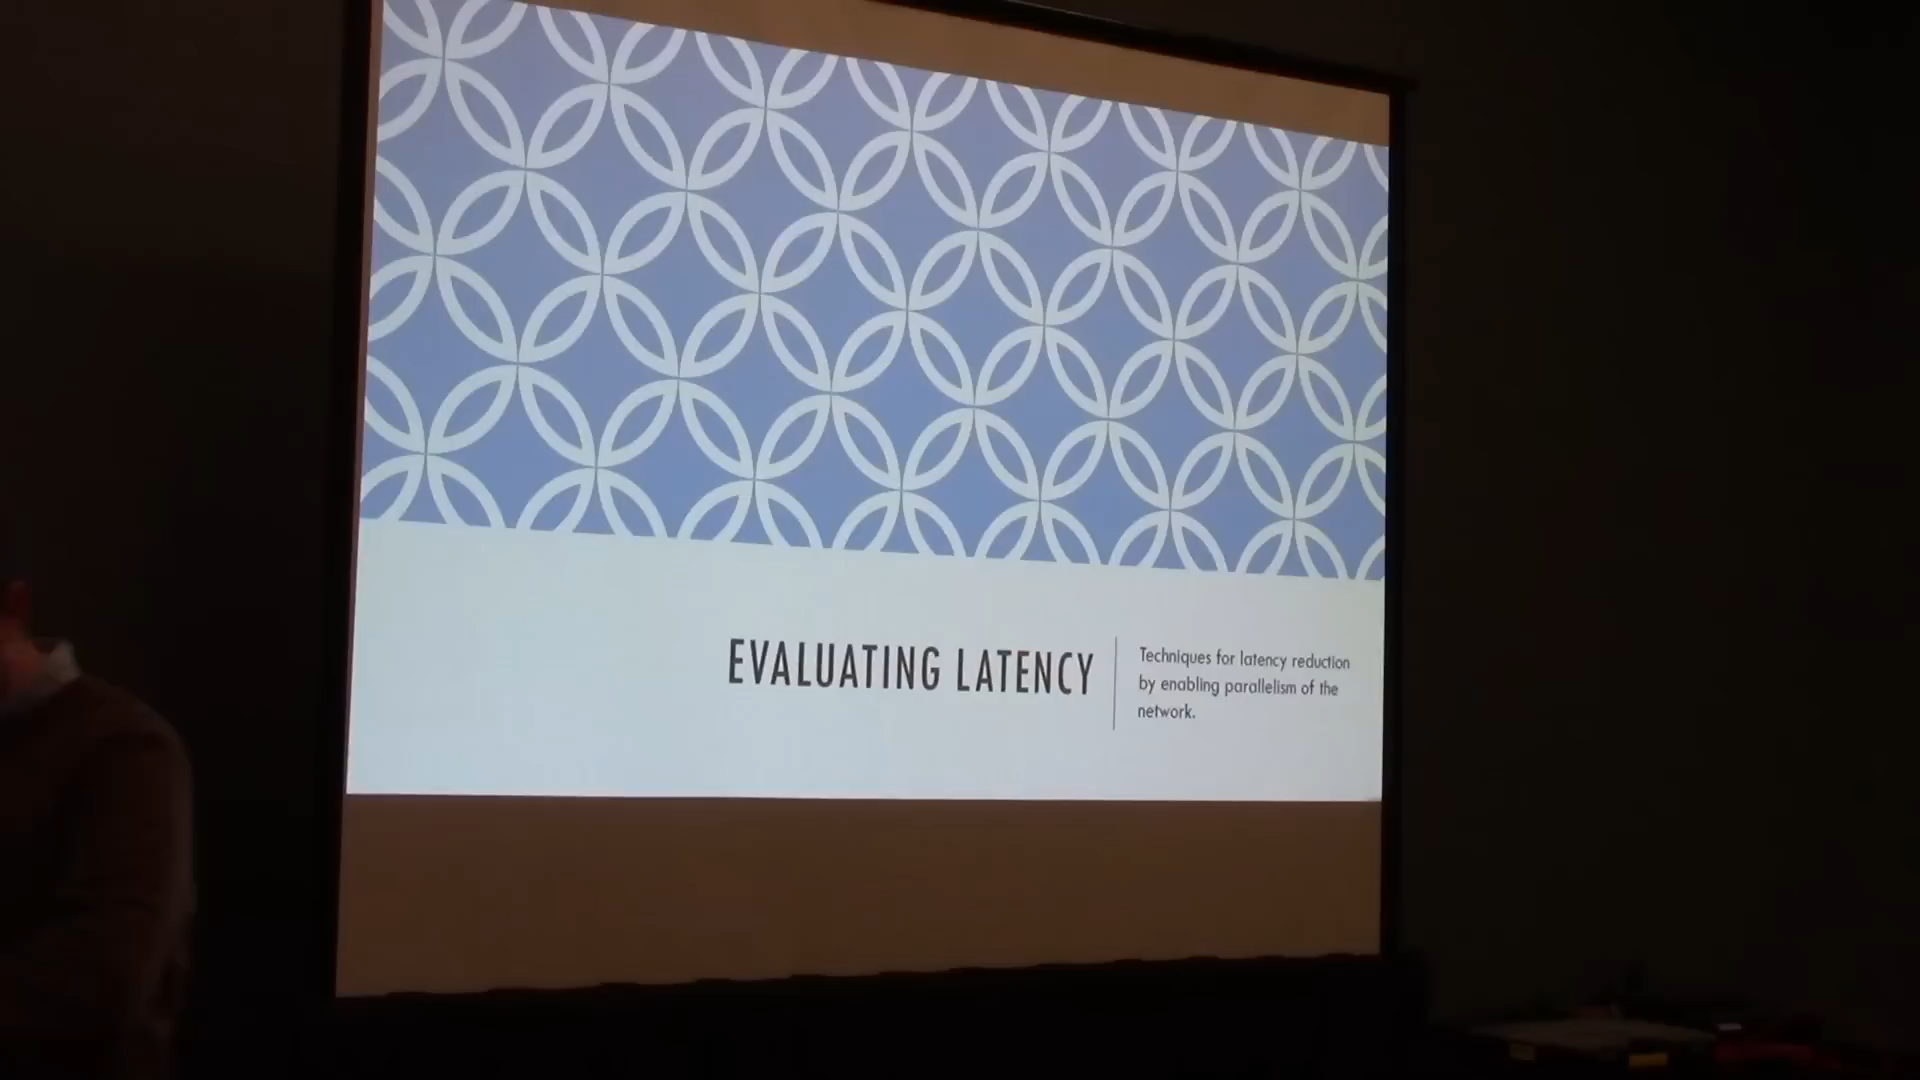 EVALUATING LATENCY
Techniques for latency reduction
by enabling parallelism of the
network.